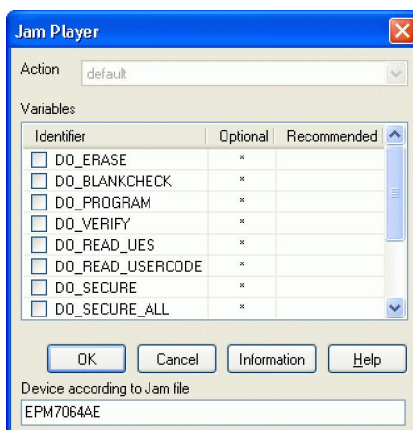 Jam Player
Action default
Variables
Identifier Optional Recommended
DO_ERASE *
DO_BLANKCHECK *
DO_PROGRAM *
DO_VERIFY *
DO_READ_UES *
DO_READ_USERCODE *
DO_SECURE *
DO_SECURE_ALL *
OK Cancel Information Help
Device according to Jam file
EPM7064AE